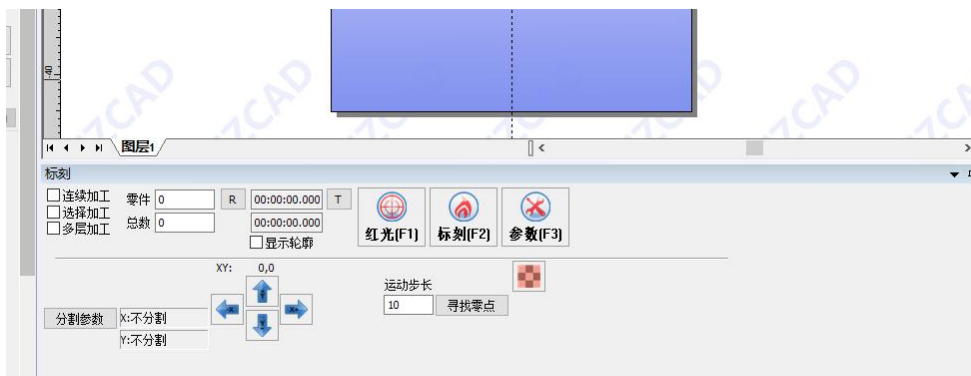 -40
图层1
标刻
连续加工 零件 0 R 00:00:00.000 T
选择加工
多层加工 总数 0 00:00:00.000
显示轮廓
红光(F1) 标刻(F2) 参数(F3)
XY: 0,0
运动步长
10 寻找零点
分割参数 X:不分割
Y:不分割